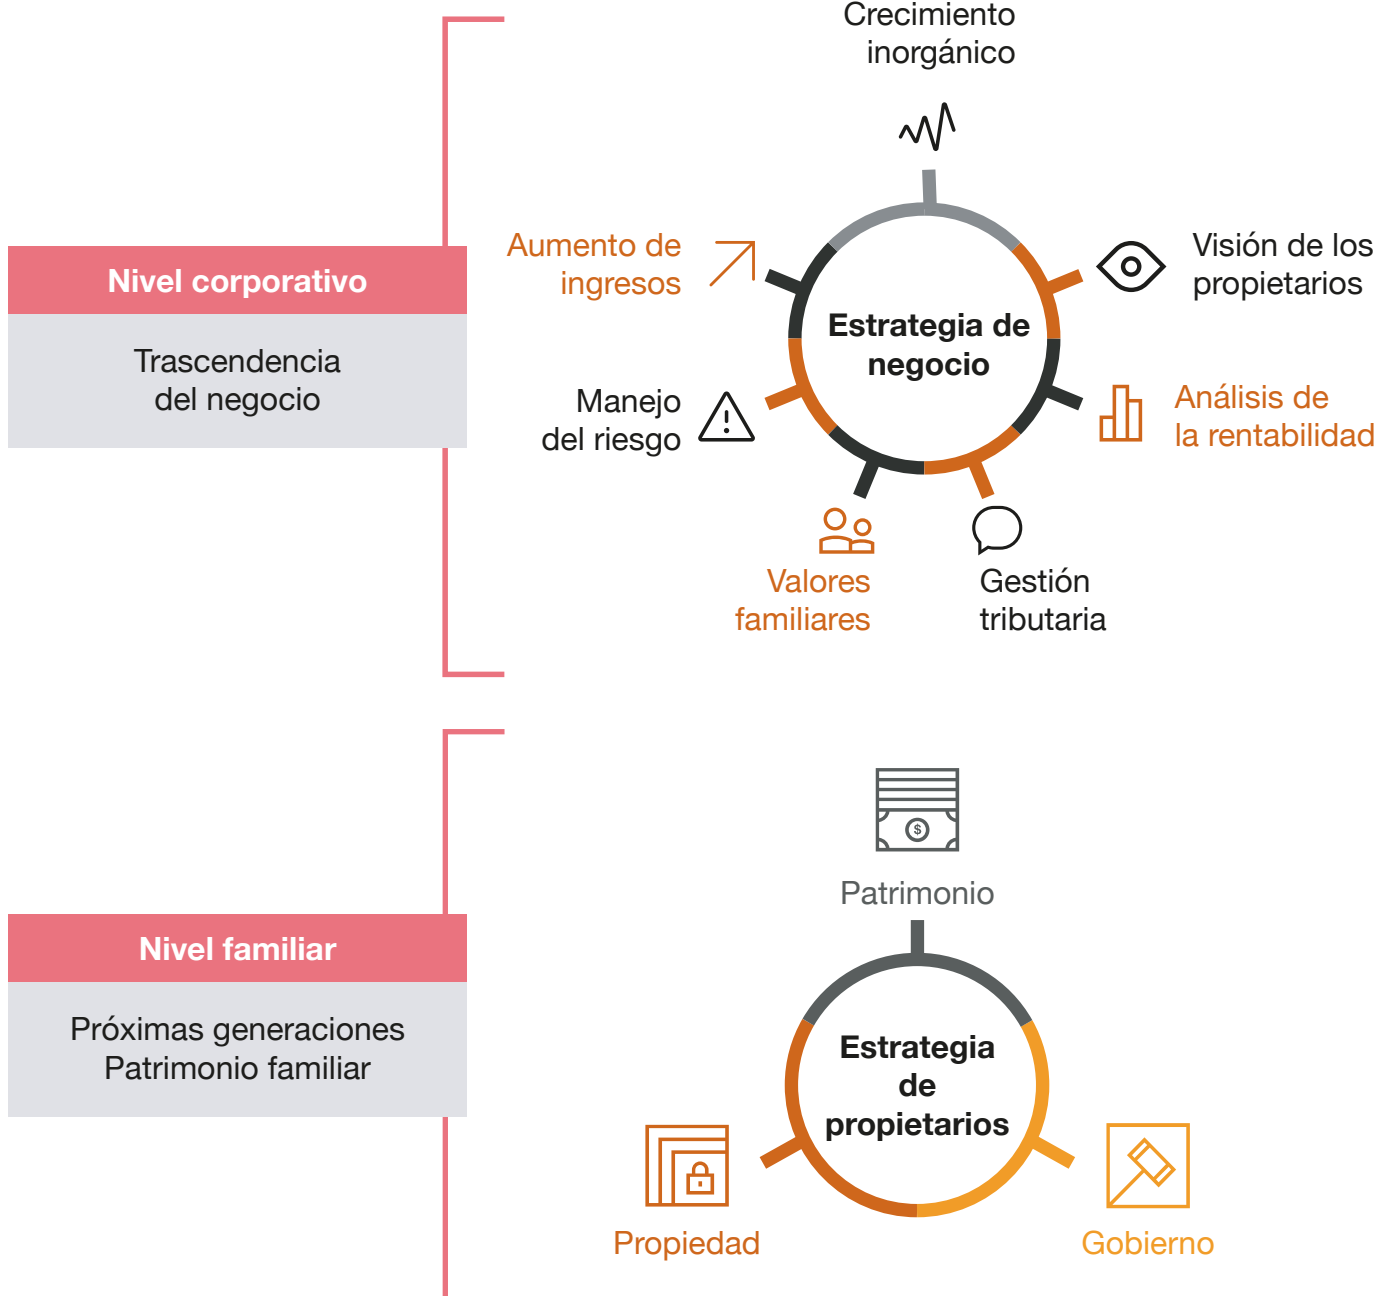 Crecimiento
inorgánico
Aumento de
ingresos
Visión de los
propietarios
Nivel corporativo
Trascendencia
del negocio
Estrategia de
negocio
Manejo
del riesgo
Análisis de
la rentabilidad
Valores
familiares
Gestión
tributaria
$
Patrimonio
Nivel familiar
Próximas generaciones
Patrimonio familiar
Estrategia
de
propietarios
Propiedad
Gobierno